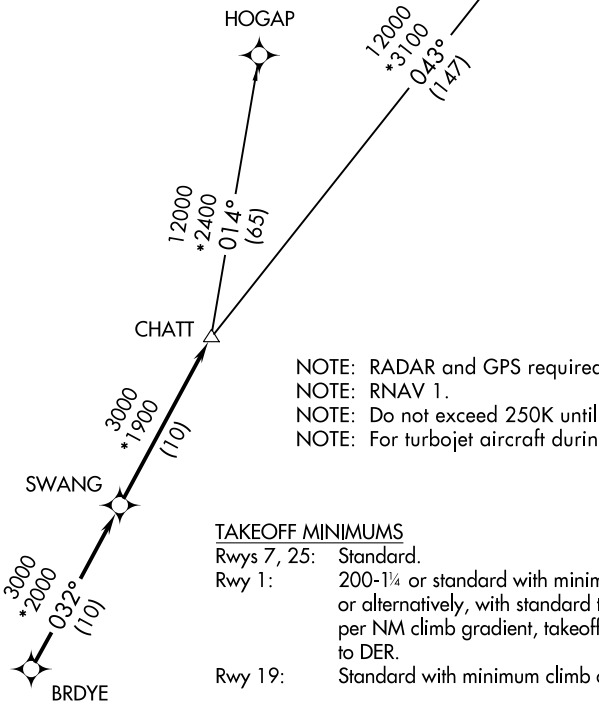 HOGAP
12000
*3100
043°
(147)
12000
*2400
014°
(65)
CHATT
NOTE: RADAR and GPS required
NOTE: RNAV 1.
NOTE: Do not exceed 250K until
NOTE: For turbojet aircraft durin
3000
*1900
(10)
SWANG
3000
*2000
032°
(10)
BRDYE
TAKEOFF MINIMUMS
Rwys 7, 25: Standard.
Rwy 1: 200-1¼ or standard with minim
or alternatively, with standard t
per NM climb gradient, takeoff
to DER.
Rwy 19: Standard with minimum climb